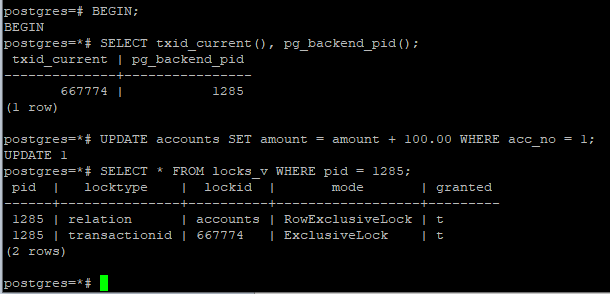 postgres=# BEGIN;
BEGIN
postgres=*# SELECT txid_current(), pg_backend_pid();
 txid_current | pg_backend_pid
--------------+----------------
       667774 |           1285
(1 row)

postgres=*# UPDATE accounts SET amount = amount + 100.00 WHERE acc_no = 1;
UPDATE 1
postgres=*# SELECT * FROM locks_v WHERE pid = 1285;
 pid  |   locktype    |  lockid  |       mode       | granted
------+---------------+----------+------------------+---------
 1285 | relation      | accounts | RowExclusiveLock | t
 1285 | transactionid | 667774   | ExclusiveLock    | t
(2 rows)

postgres=*#